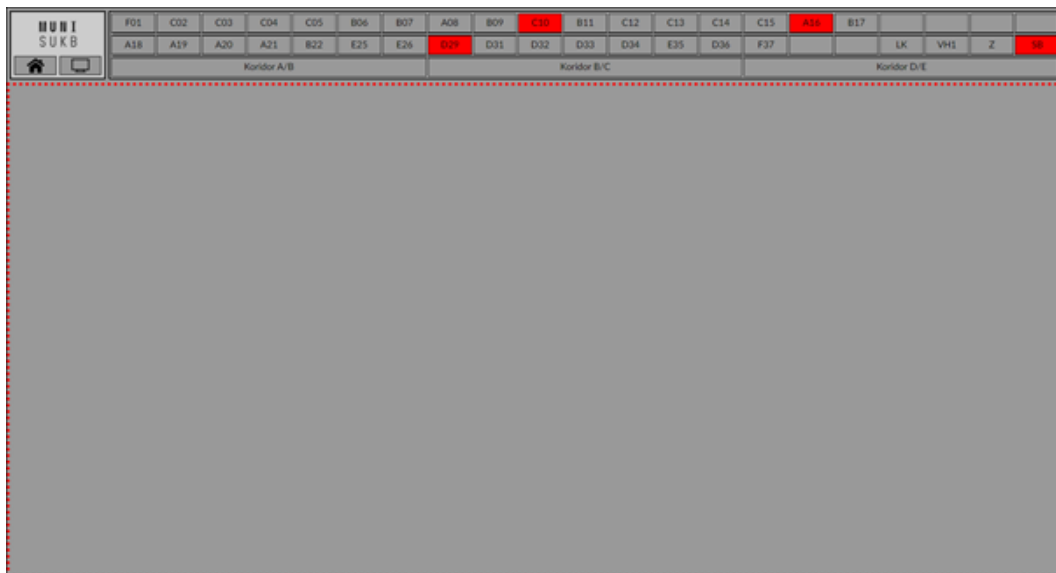 MUNI
SUKB
F01 C02 C03 C04 C05 B06 B07 A08 B09 C10 B11 C12 C13 C14 C15 A16 B17
A18 A19 A20 A21 B22 E25 E26 D29 D31 D32 D33 D34 E35 D36 F37 LK VH1 Z SB
Koridor A/B Koridor B/C Koridor D/E